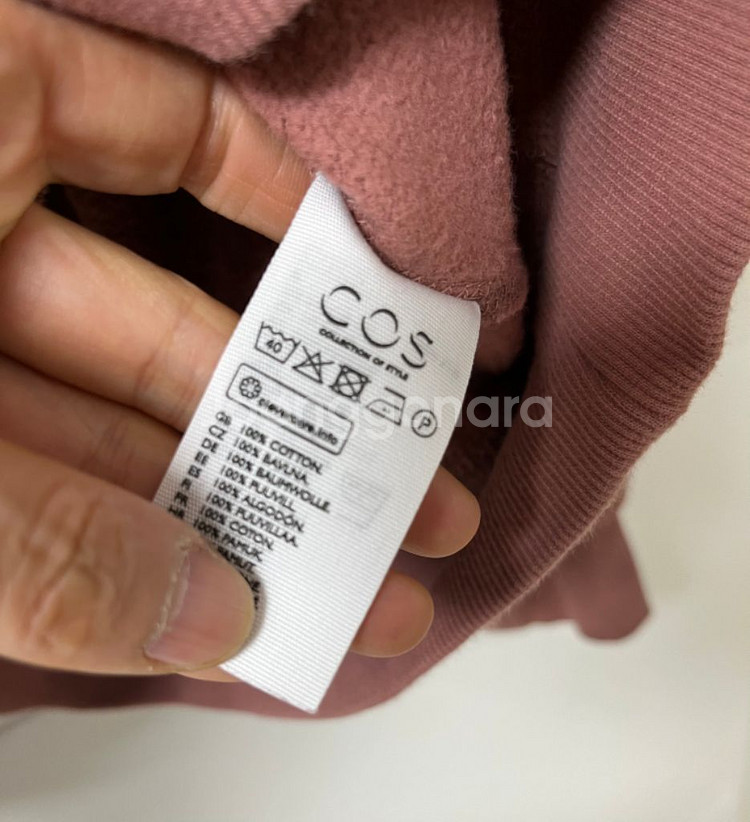 COS
COLLECTION OF STYLE
40
P
clevercare.info
GB 100% COTTON.
CZ 100% BAVLNA.
DE 100% BAUMWOLLE.
EE 100% PUUVILL.
ES 100% ALGODÓN.
FI 100% PUUVILLAA.
FR 100% COTON.
100% PAMUK.
PAMUT.